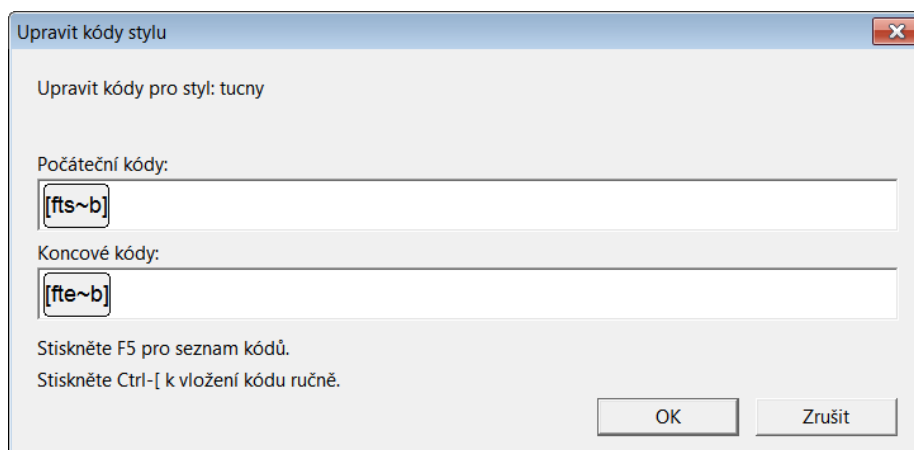 Upravit kódy stylu
Upravit kódy pro styl: tucny
Počáteční kódy:
[fts~b]
Koncové kódy:
[fte~b]
Stiskněte F5 pro seznam kódů.
Stiskněte Ctrl-[ k vložení kódu ručně.
OK Zrušit